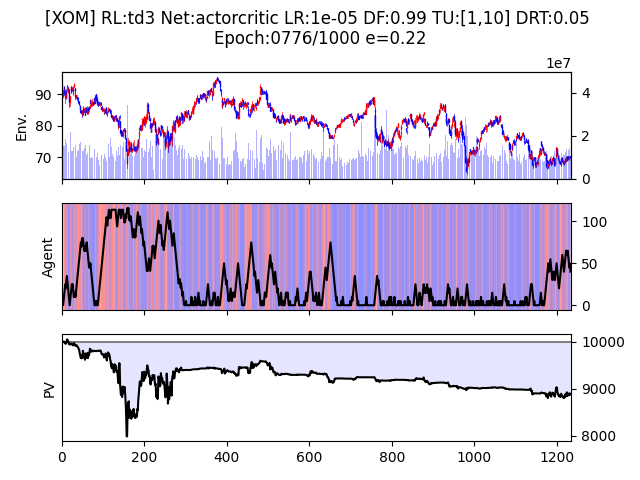 [XOM] RL:td3 Net:actorcritic LR:1e-05 DF:0.99 TU:[1,10] DRT:0.05
Epoch:0776/1000 e=0.22
1e7
Env.
90
80
70
4
2
0
Agent
100
50
0
PV
10000
9000
8000
0 200 400 600 800 1000 1200